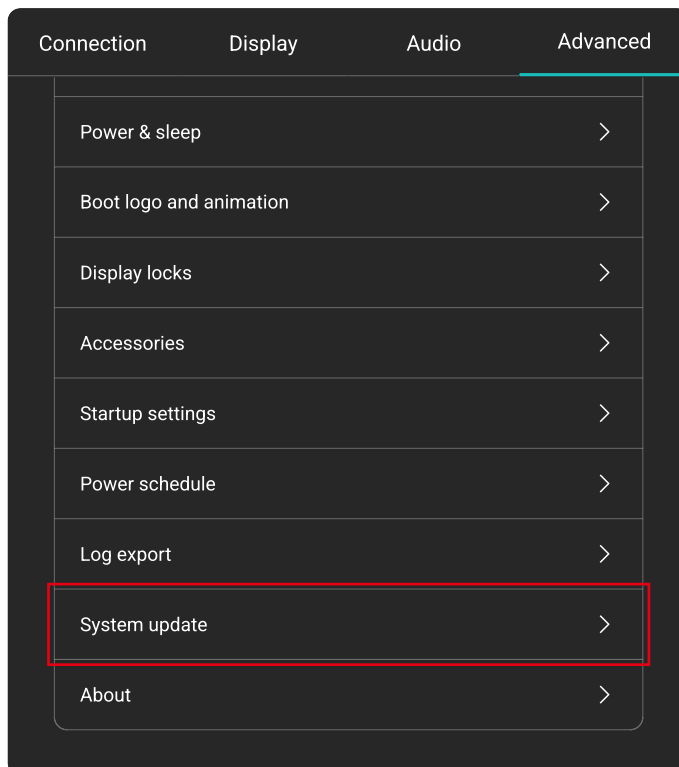 Connection Display Audio Advanced
Power & sleep
Boot logo and animation
Display locks
Accessories
Startup settings
Power schedule
Log export
System update
About